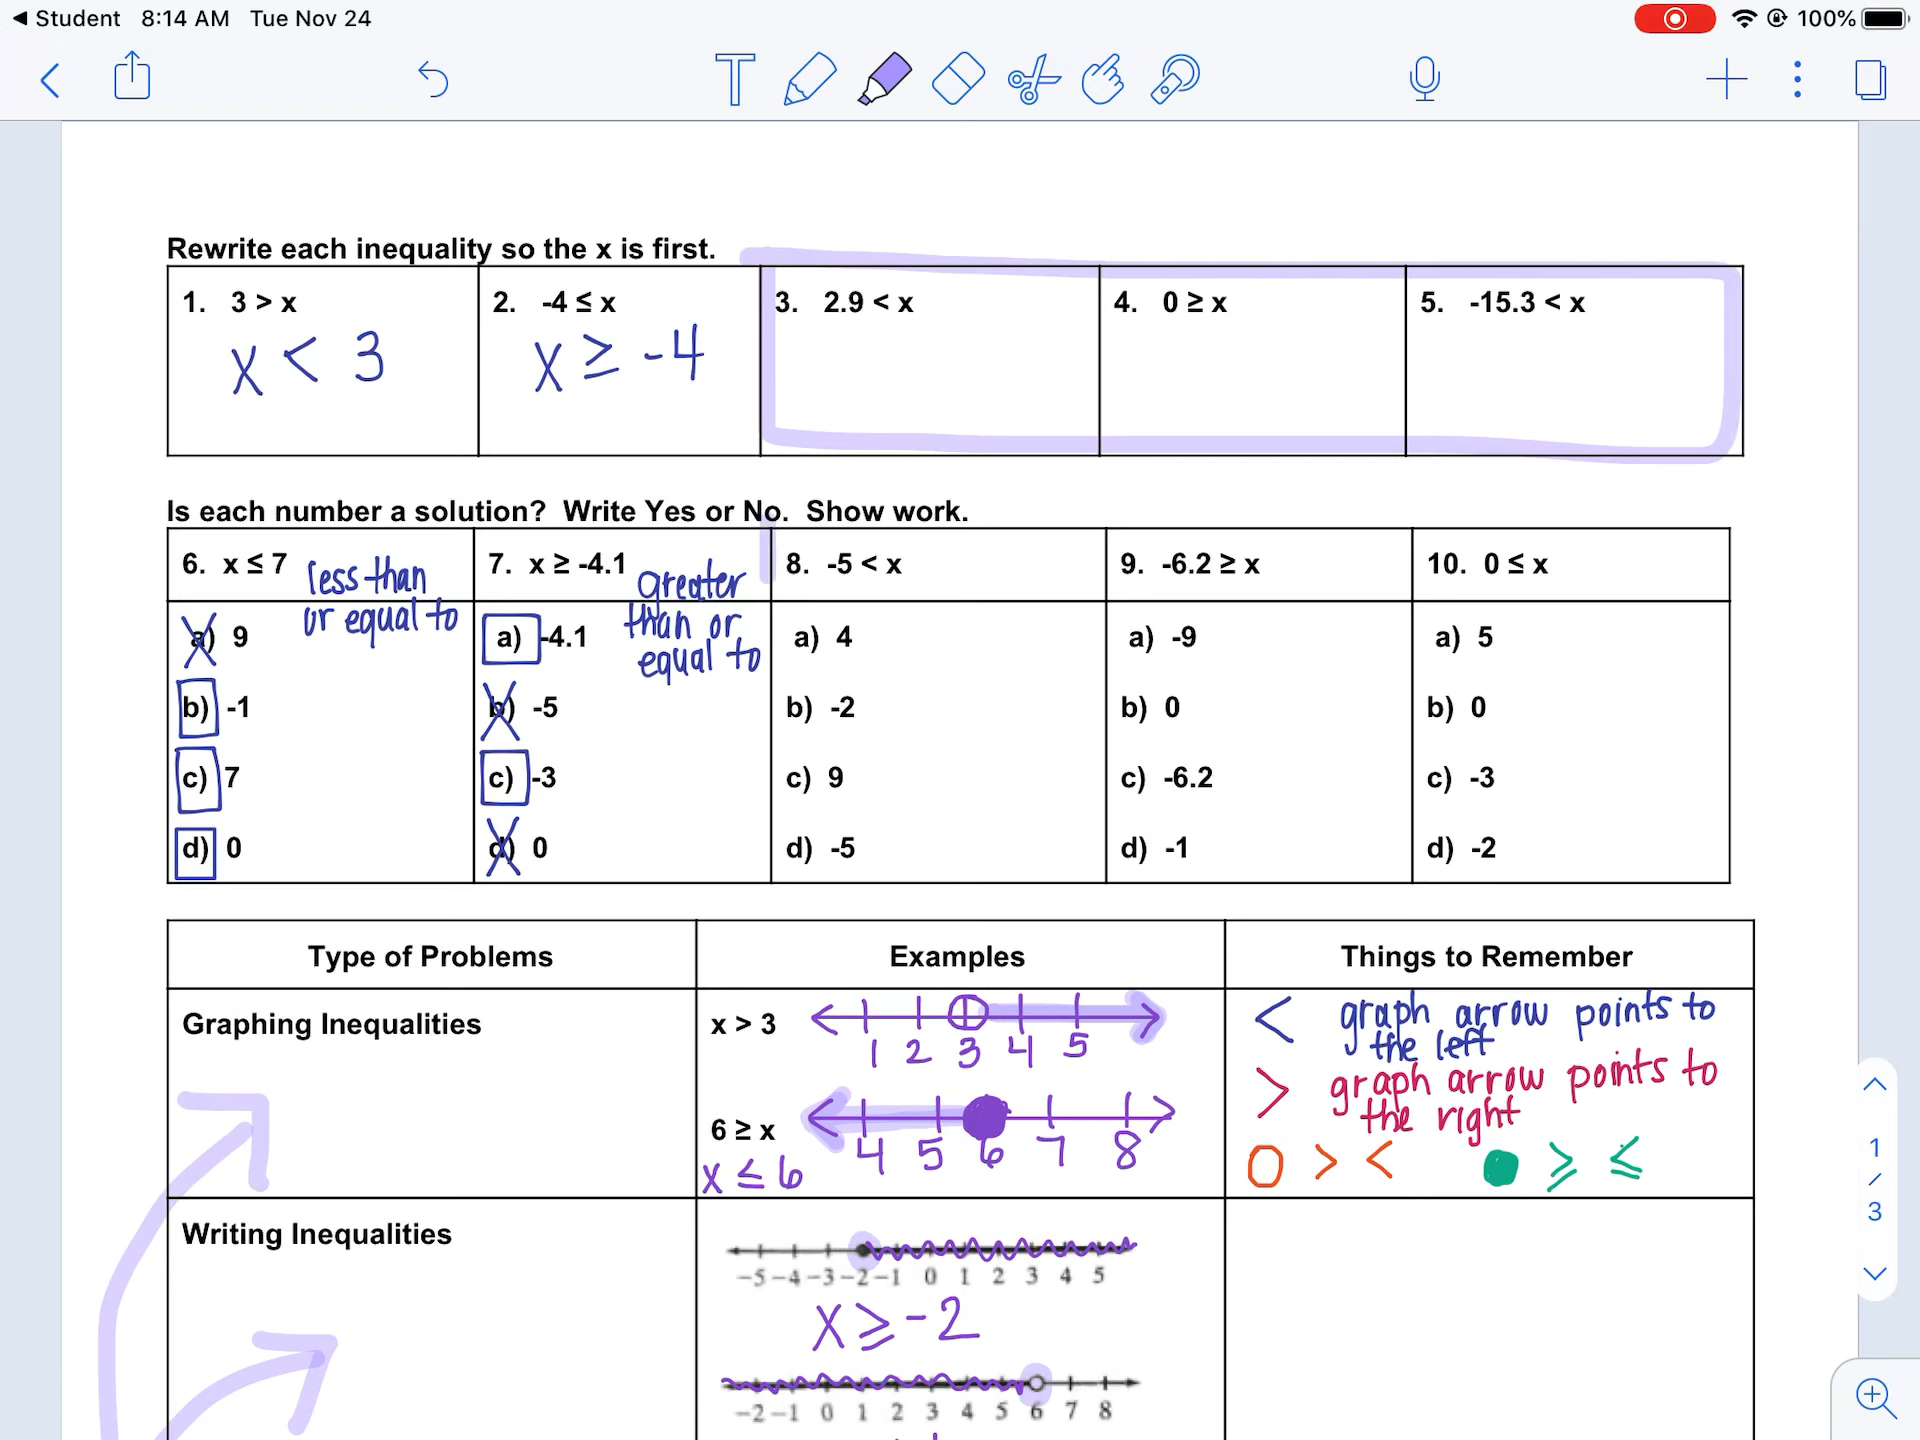 Student 8:14 AM Tue Nov 24 100%
Rewrite each inequality so the x is first.
1. 3 > x
x < 3
2. -4 ≤ x
x ≥ -4
3. 2.9 < x
4. 0 ≥ x
5. -15.3 < x
Is each number a solution? Write Yes or No. Show work.
6. x ≤ 7
less than
or equal to
a) 9
b) -1
c) 7
d) 0
7. x ≥ -4.1
greater
than or
equal to
a) -4.1
b) -5
c) -3
d) 0
8. -5 < x
a) 4
b) -2
c) 9
d) -5
9. -6.2 ≥ x
a) -9
b) 0
c) -6.2
d) -1
10. 0 ≤ x
a) 5
b) 0
c) -3
d) -2
Type of Problems
Examples
Things to Remember
Graphing Inequalities
x > 3
1 2 3 4 5
6 ≥ x
x ≤ 6
4 5 6 7 8
< graph arrow points to
the left
> graph arrow points to
the right
O > < ● ≥ ≤
Writing Inequalities
-5 -4 -3 -2 -1 0 1 2 3 4 5
x ≥ -2
-2 -1 0 1 2 3 4 5 6 7 8
1
/
3